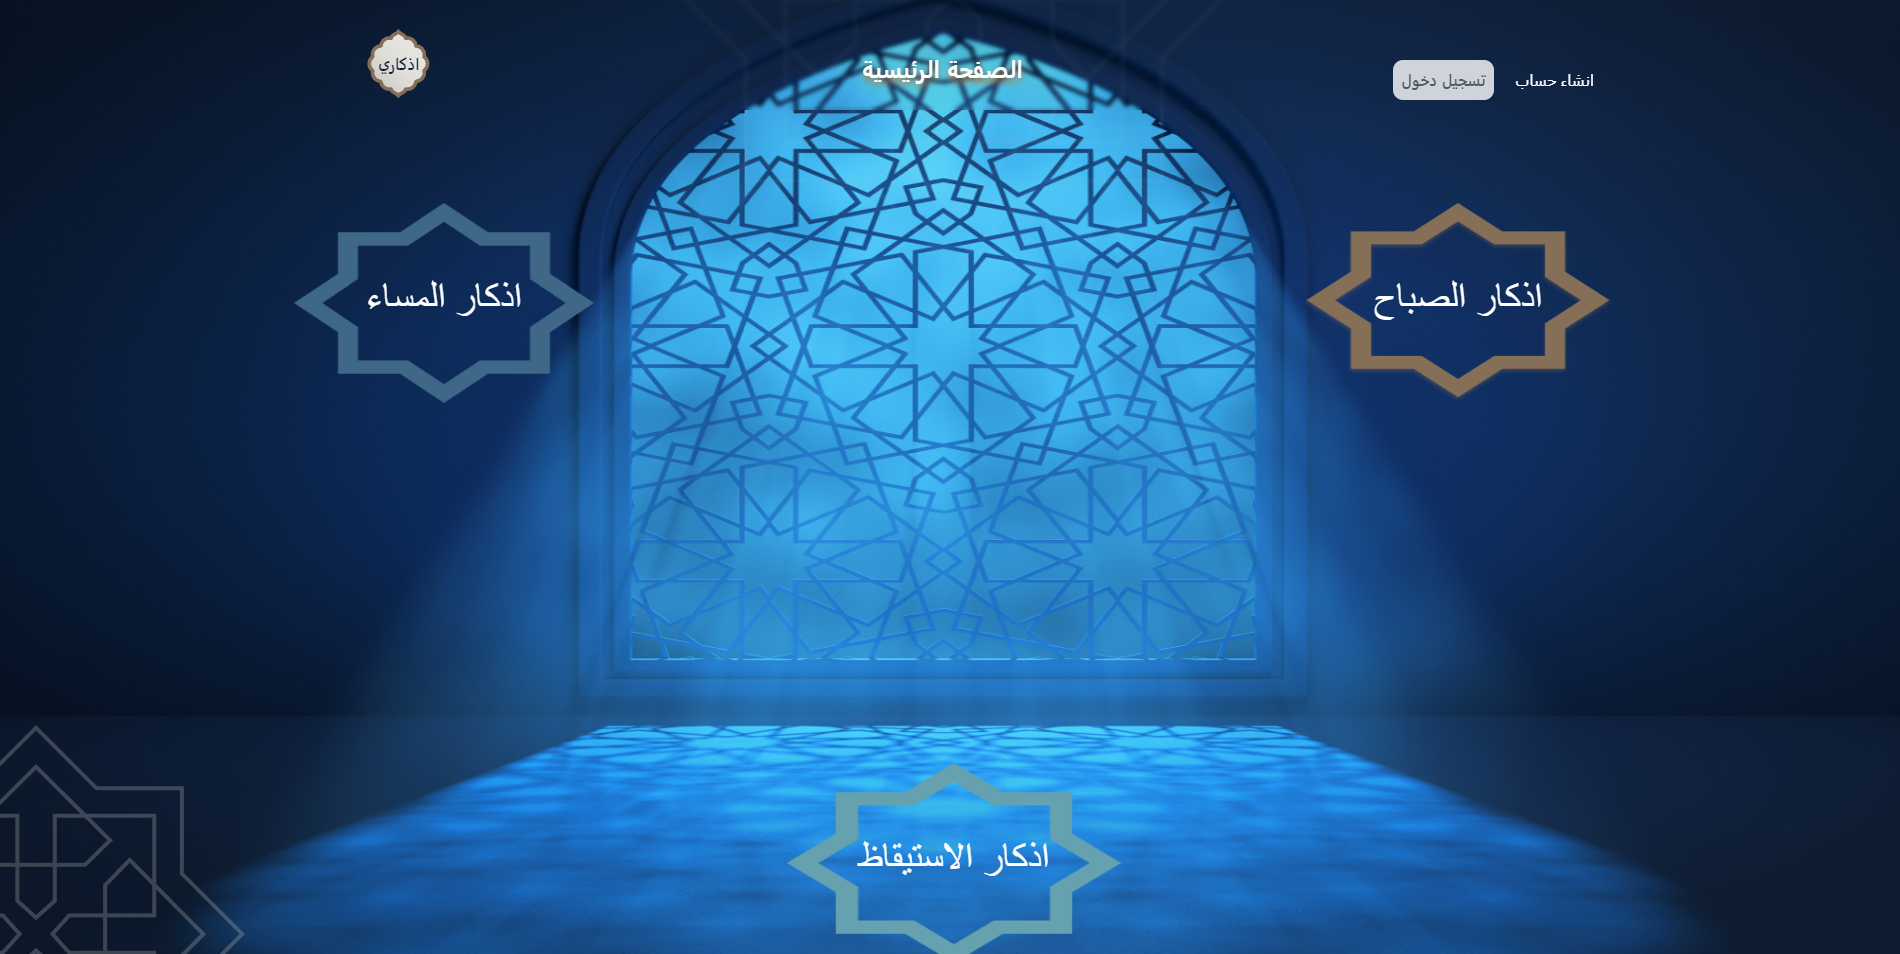 انشاء حساب
تسجيل دخول
الصفحة الرئيسية
اذكاري
اذكار الصباح
اذكار المساء
اذكار الاستيقاظ